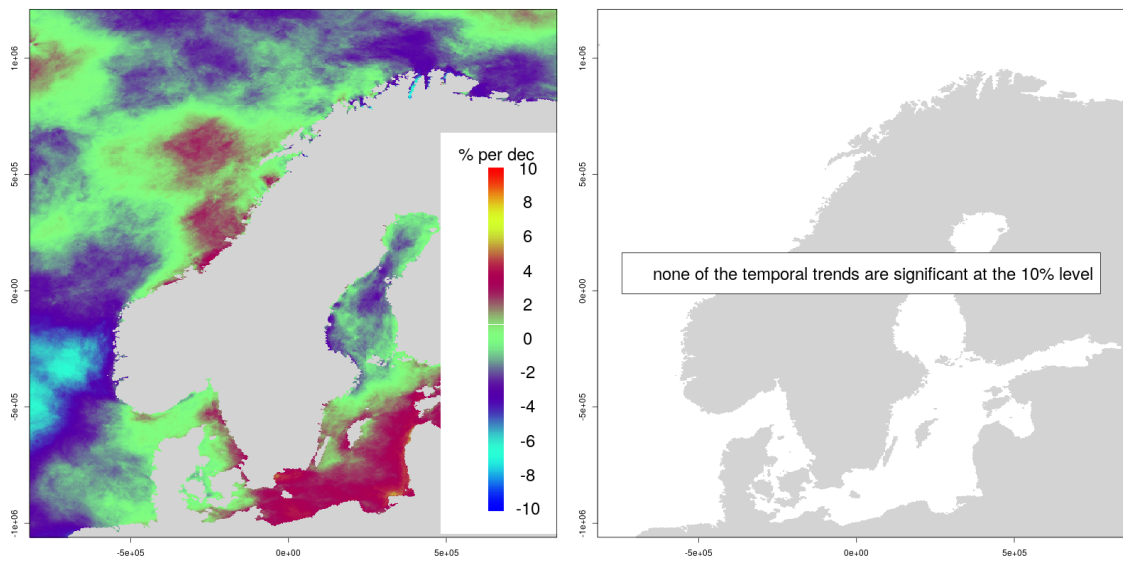 % per dec
10
8
6
4
2
0
-2
-4
-6
-8
-10
1e+06
5e+05
0e+00
-5e+05
-1e+06
-5e+05
0e+00
5e+05
none of the temporal trends are significant at the 10% level
1e+06
5e+05
0e+00
-5e+05
-1e+06
-5e+05
0e+00
5e+05